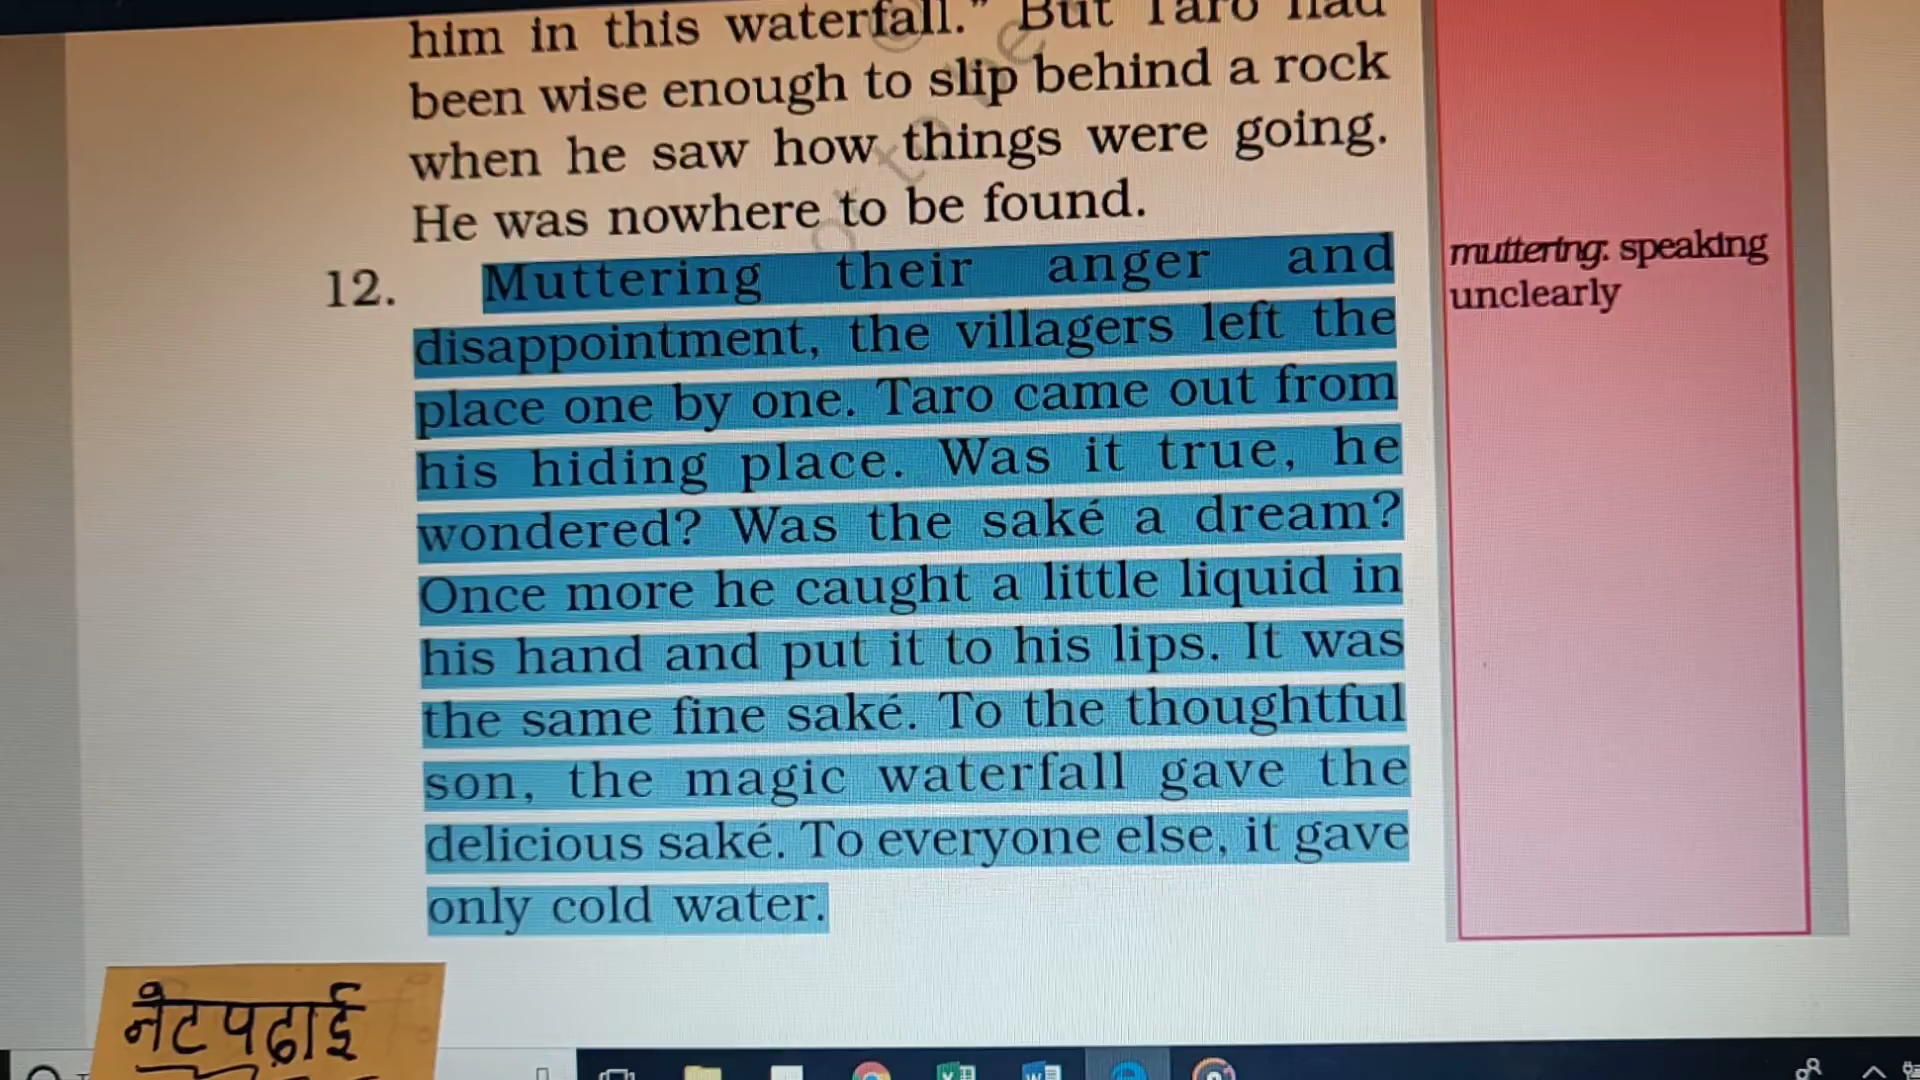 him in this waterfall." But Taro had
been wise enough to slip behind a rock
when he saw how things were going.
He was nowhere to be found.
12. Muttering their anger and
disappointment, the villagers left the
place one by one. Taro came out from
his hiding place. Was it true, he
wondered? Was the saké a dream?
Once more he caught a little liquid in
his hand and put it to his lips. It was
the same fine saké. To the thoughtful
son, the magic waterfall gave the
delicious saké. To everyone else, it gave
only cold water.
muttering: speaking
unclearly
नेटपढ़ाई